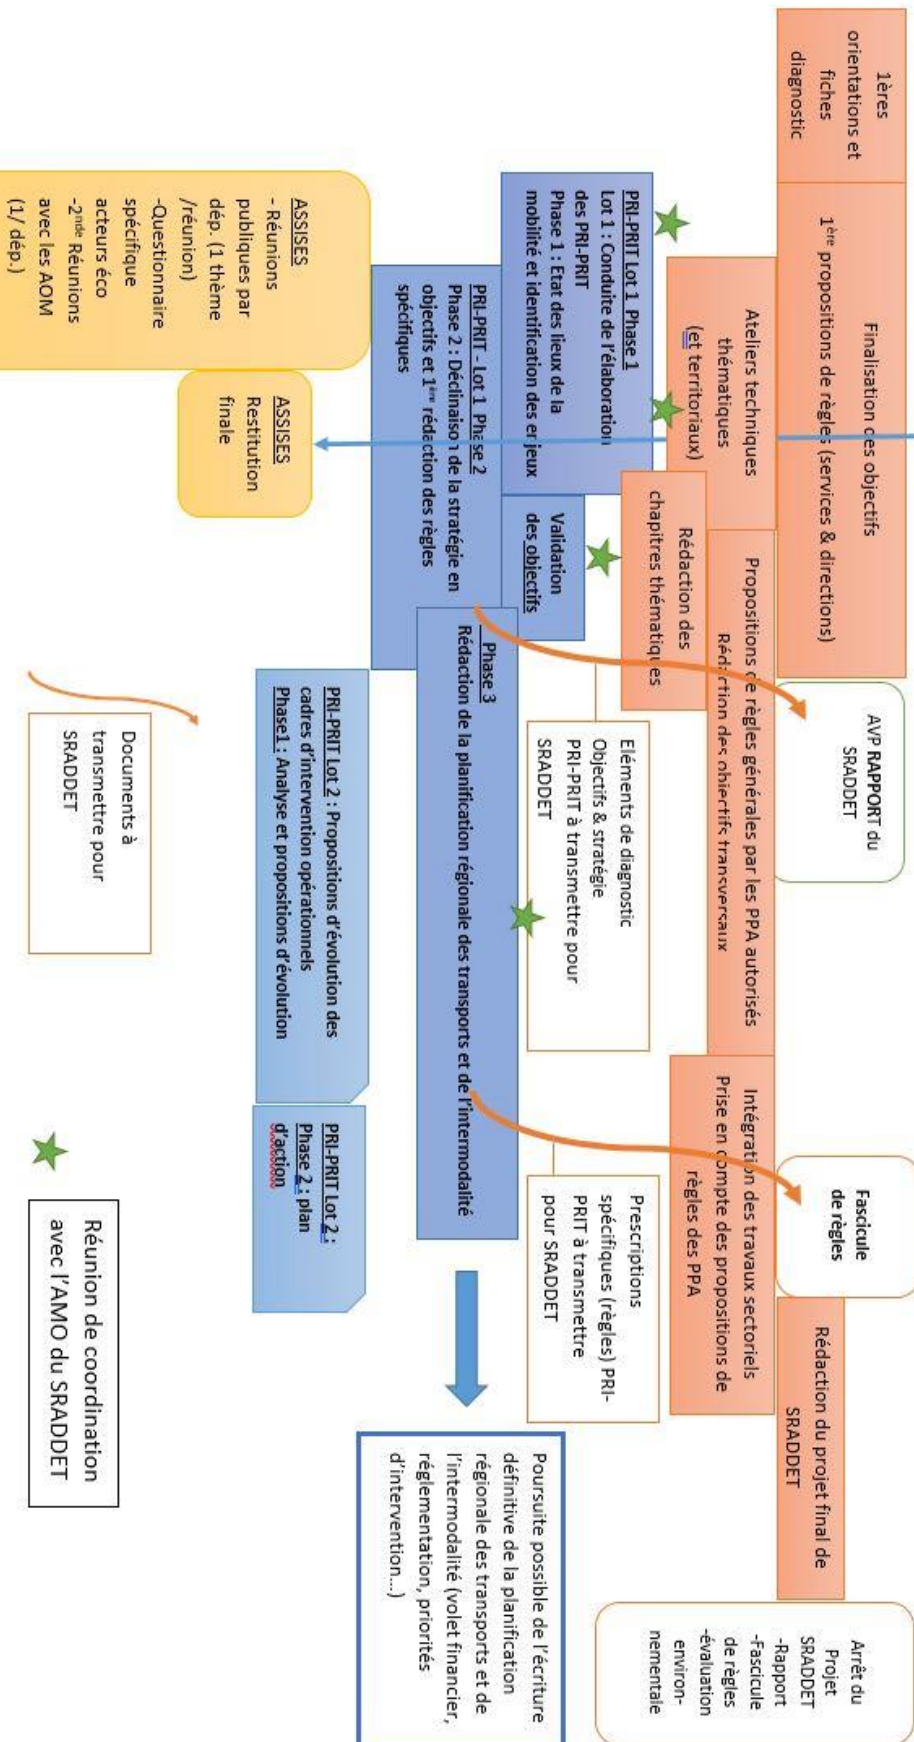 1ères
orientations et
fiches
diagnostic
Finalisation des objectifs
1ère propositions de règles (services & directions)
AVP RAPPORT du
SRADDET
Fascicule
de règles
Rédaction du projet final de
SRADDET
Arrêt du
Projet
SRADDET
-Rapport
-Fascicule
de règles
-évaluation
environ-
nementale
Ateliers techniques
thématiques
(et territoriaux)
Propositions de règles générales par les PPA autorisés
Rédaction des objectifs transversaux
Intégration des travaux sectoriels
Prise en compte des propositions de
règles des PPA
Rédaction des
chapitres thématiques
PRI-PRIT Lot 1 Phase 1
Lot 1 : Conduite de l'élaboration
des PRI-PRIT
Phase 1 : Etat des lieux de la
mobilité et identification des enjeux
Validation
des objectifs
Eléments de diagnostic
Objectifs & stratégie
PRI-PRIT à transmettre pour
SRADDET
Prescriptions
spécifiques (règles) PRI-
PRIT à transmettre
pour SRADDET
PRI-PRIT - Lot 1 Phase 2
Phase 2 : Déclinaison de la stratégie en
objectifs et 1ère rédaction des règles
spécifiques
Phase 3
Rédaction de la planification régionale des transports et de l'intermodalité
Poursuite possible de l'écriture
définitive de la planification
régionale des transports et de
l'intermodalité (volet financier,
réglementation, priorités
d'intervention...)
ASSISES
- Réunions
publiques par
dép. (1 thème
/réunion)
-Questionnaire
spécifique
acteurs éco
-2nde Réunions
avec les AOM
(1/ dép.)
ASSISES
Restitution
finale
PRI-PRIT Lot 2 : Propositions d'évolution des
cadres d'intervention opérationnels
Phase1 : Analyse et propositions d'évolution
PRI-PRIT Lot 2 :
Phase 2 : plan
d'action
Documents à
transmettre pour
SRADDET
Réunion de coordination
avec l'AMO du SRADDET